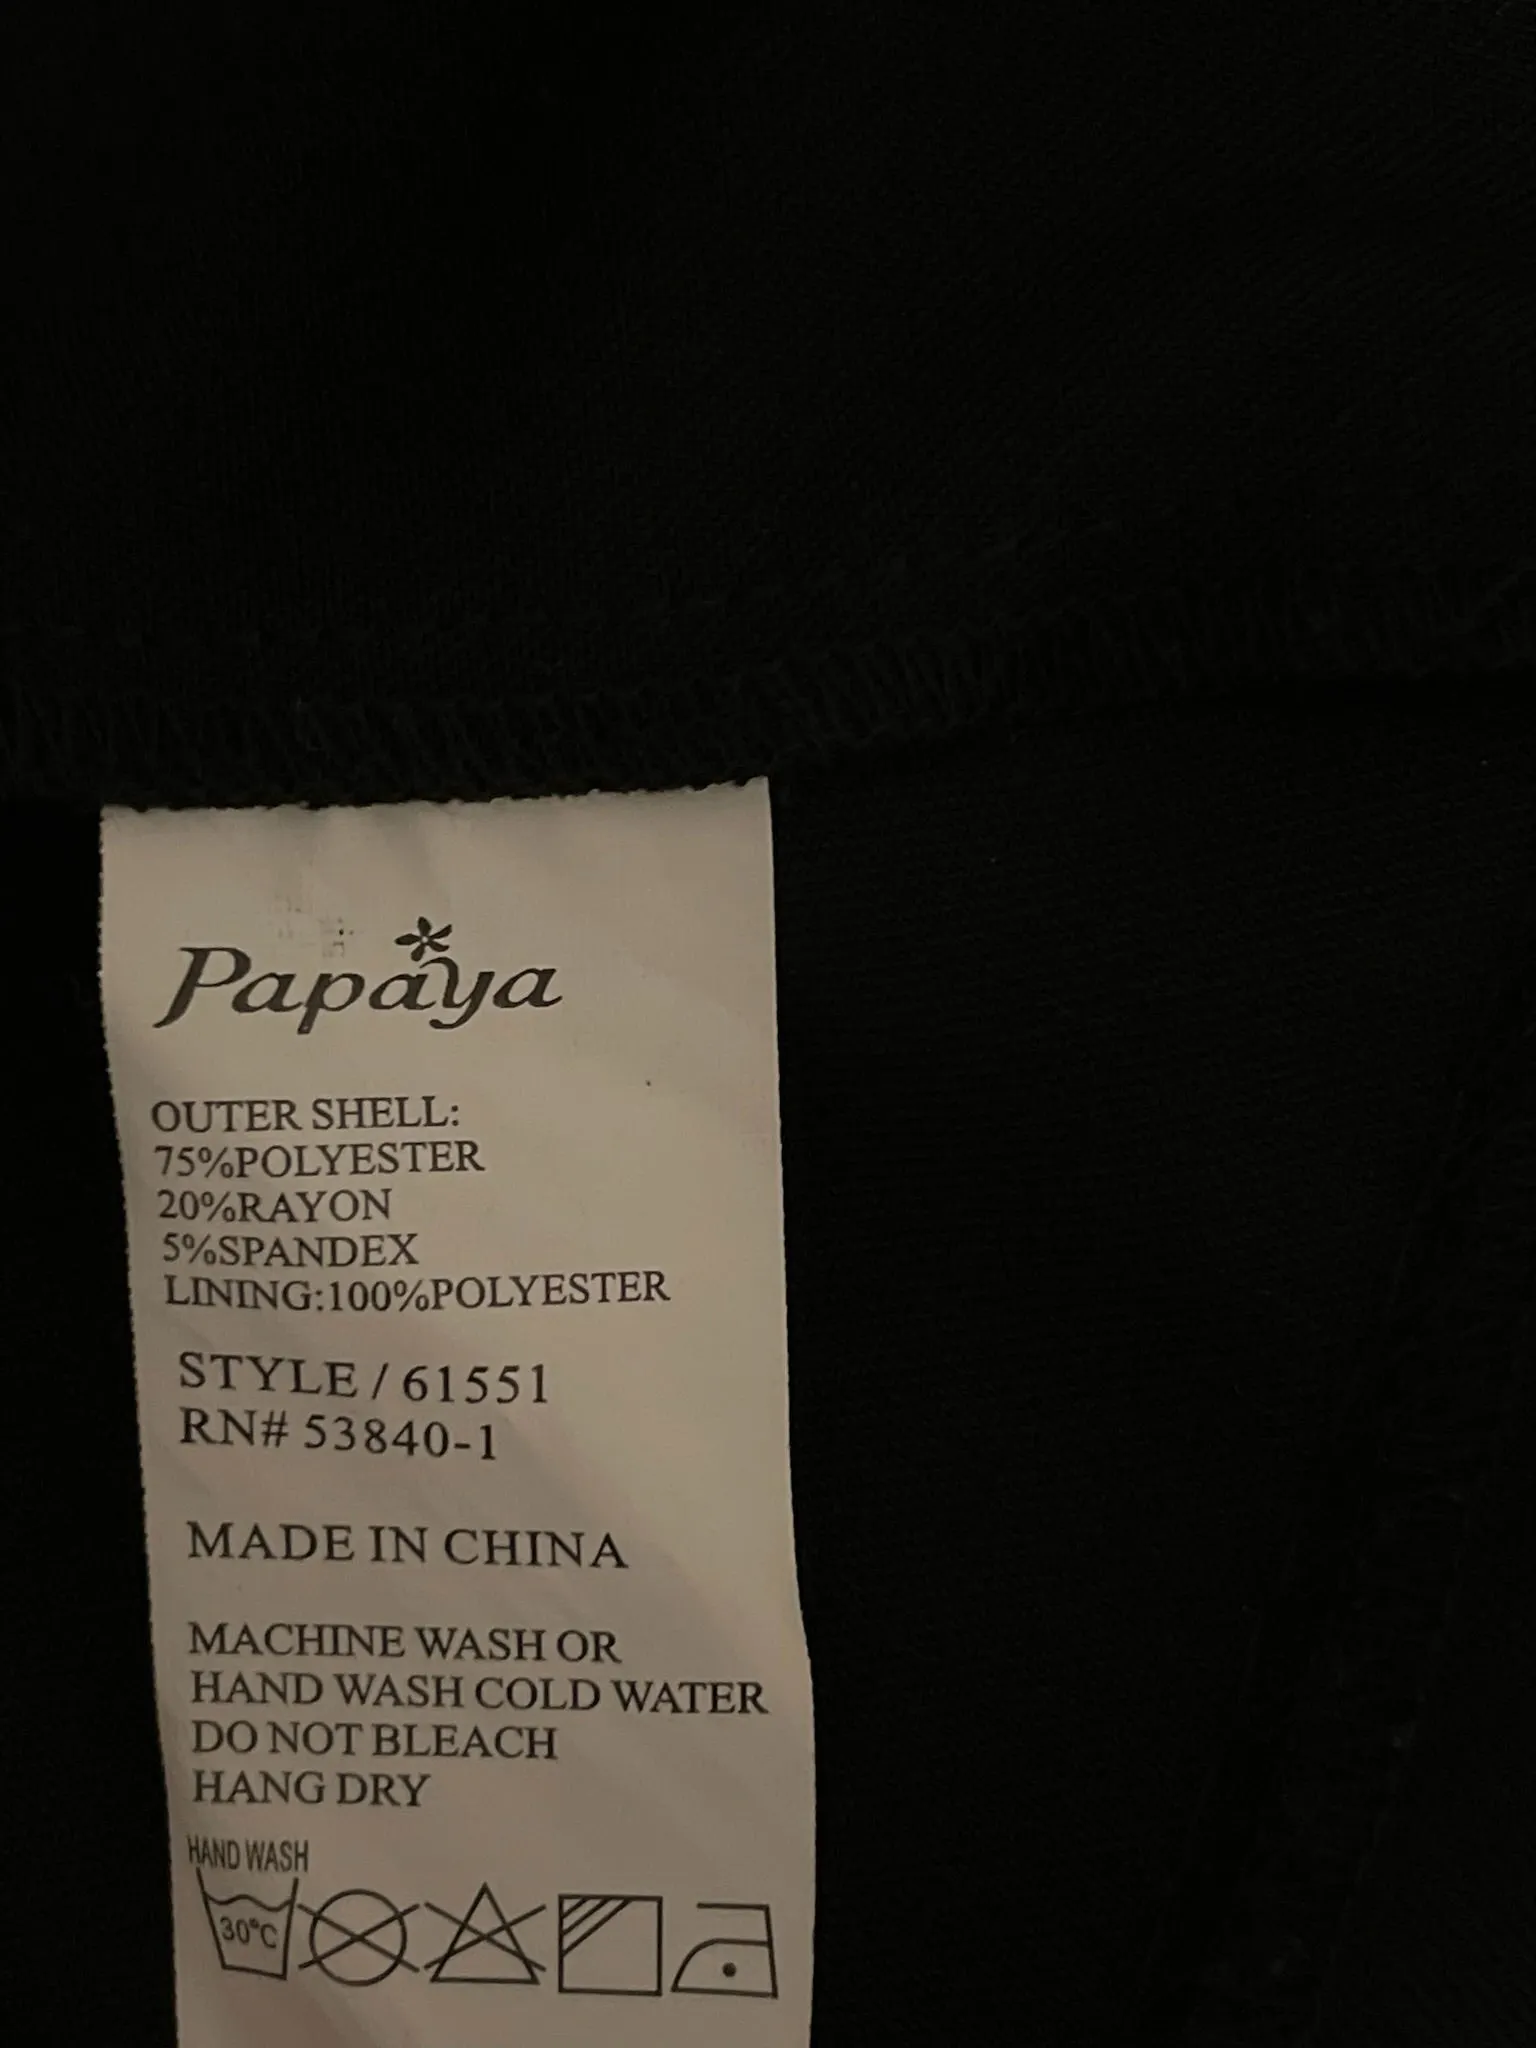 Papaya
OUTER SHELL:
75%POLYESTER
20%RAYON
5%SPANDEX
LINING:100%POLYESTER
STYLE / 61551
RN# 53840-1
MADE IN CHINA
MACHINE WASH OR
HAND WASH COLD WATER
DO NOT BLEACH
HANG DRY
HAND WASH
30°C